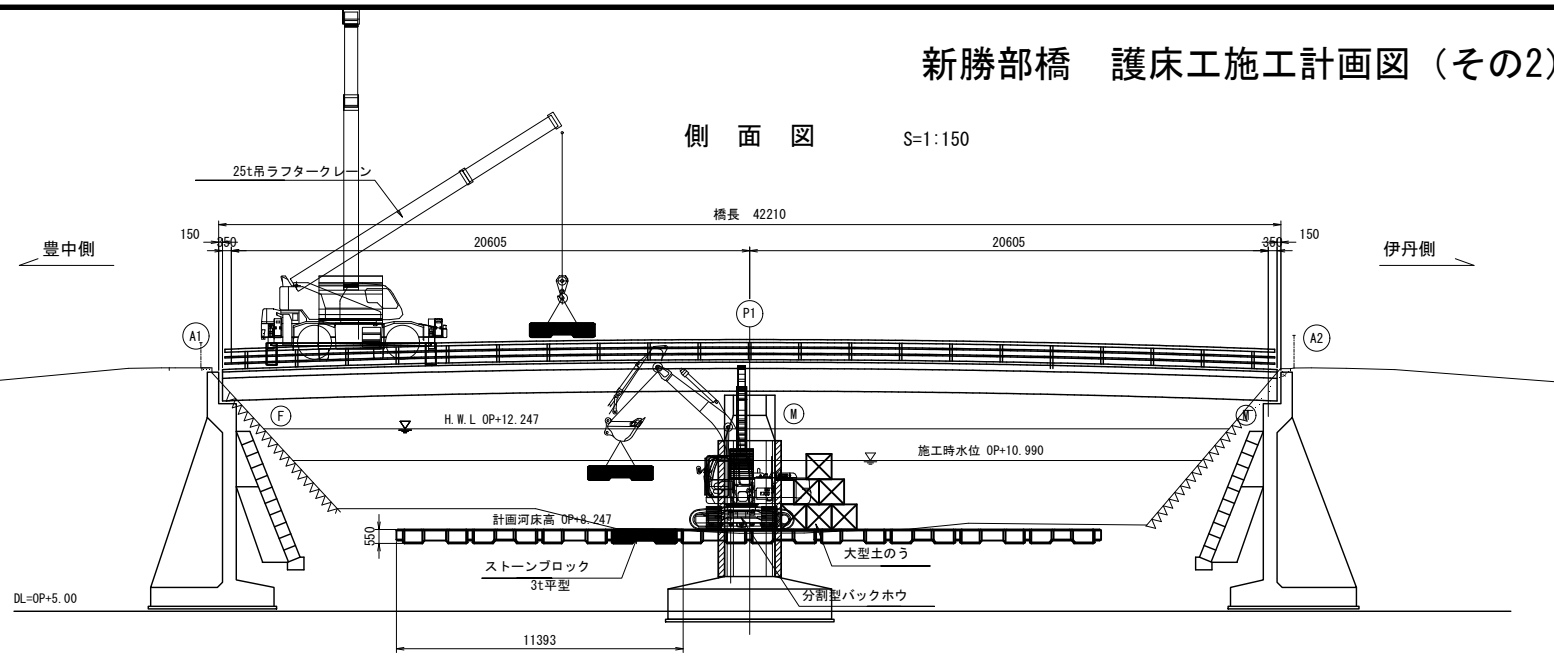 新勝部橋　護床工施工計画図（その2）
側　面　図　S=1:150
25t吊ラフタークレーン
橋長　42210
150
350
20605
20605
350
150
豊中側
伊丹側
P1
A1
A2
F
M
M
H.W.L OP+12.247
施工時水位 OP+10.990
計画河床高 OP+8.247
550
ストーンブロック
3t平型
大型土のう
分割型バックホウ
DL=OP+5.00
11393